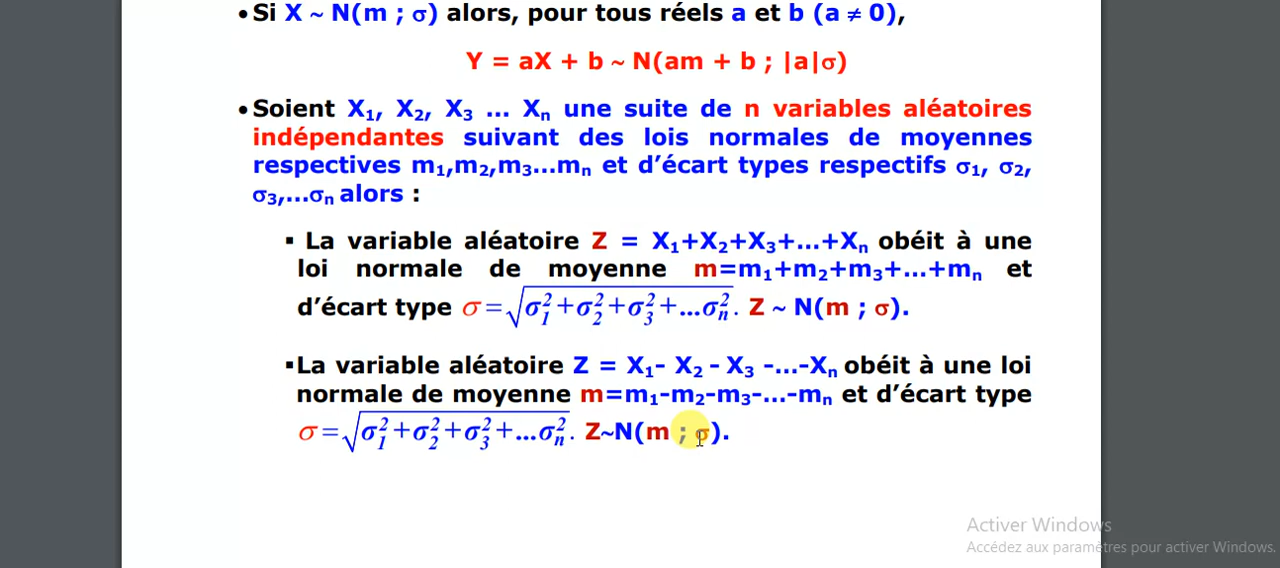 • Si X ~ N(m ; σ) alors, pour tous réels a et b (a ≠ 0),
Y = aX + b ~ N(am + b ; |a|σ)
• Soient X₁, X₂, X₃ ... Xₙ une suite de n variables aléatoires
indépendantes suivant des lois normales de moyennes
respectives m₁,m₂,m₃...mₙ et d’écart types respectifs σ₁, σ₂,
σ₃,...σₙ alors :
▪ La variable aléatoire Z = X₁+X₂+X₃+...+Xₙ obéit à une
loi normale de moyenne m=m₁+m₂+m₃+...+mₙ et
d’écart type σ=√(σ₁²+σ₂²+σ₃²+...σₙ²). Z ~ N(m ; σ).
▪La variable aléatoire Z = X₁- X₂ - X₃ -...-Xₙ obéit à une loi
normale de moyenne m=m₁-m₂-m₃-...-mₙ et d’écart type
σ=√(σ₁²+σ₂²+σ₃²+...σₙ²). Z~N(m ; σ).
Activer Windows
Accédez aux paramètres pour activer Windows.